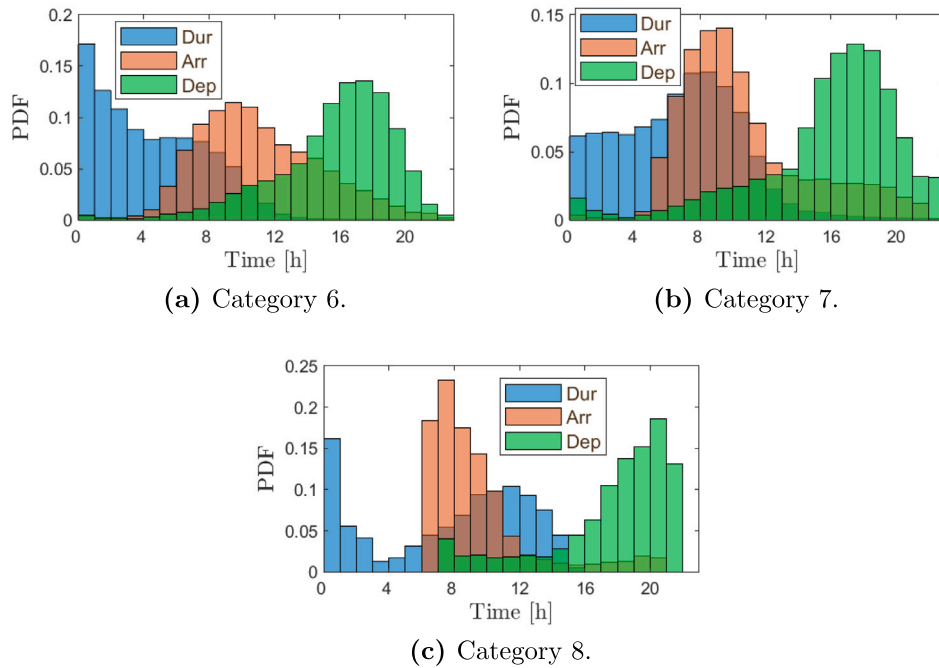 0.2
0.15
0.1
0.05
0
PDF
Dur
Arr
Dep
0 4 8 12 16 20
Time [h]
(a) Category 6.
0.15
0.1
0.05
0
PDF
Dur
Arr
Dep
0 4 8 12 16 20
Time [h]
(b) Category 7.
0.25
0.2
0.15
0.1
0.05
0
PDF
Dur
Arr
Dep
0 4 8 12 16 20
Time [h]
(c) Category 8.